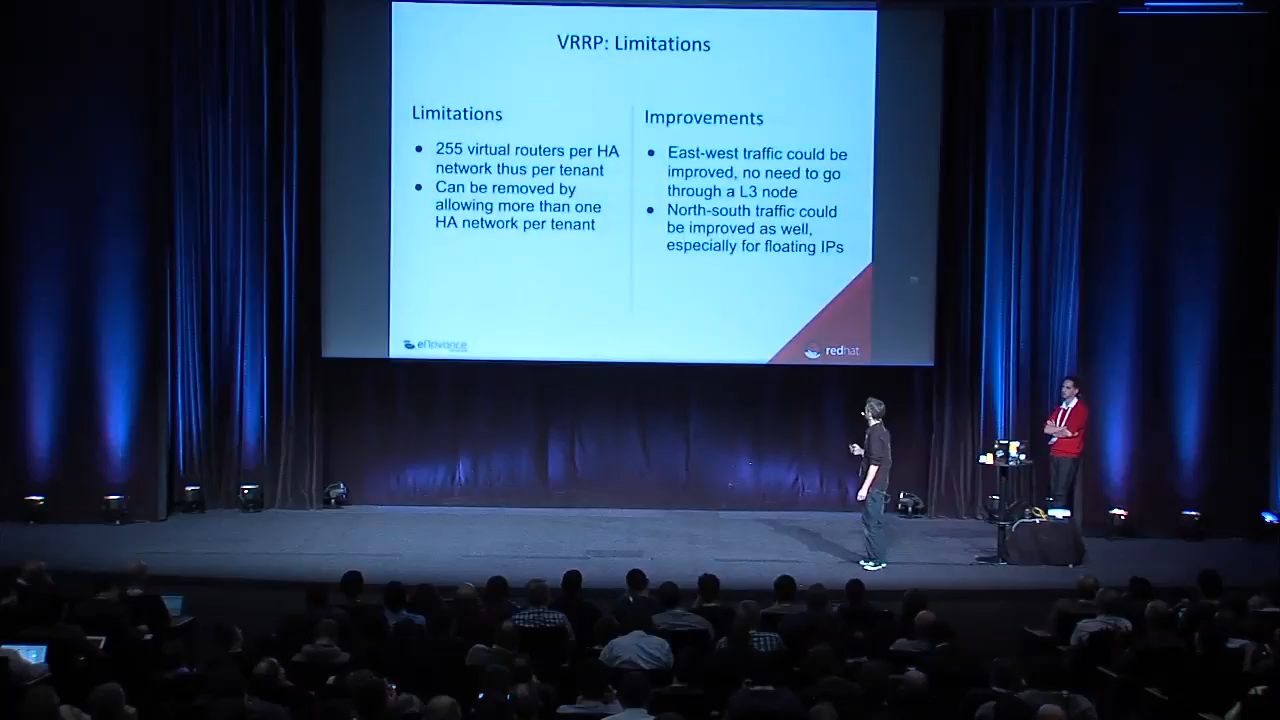 VRRP: Limitations
Limitations
● 255 virtual routers per HA
network thus per tenant
● Can be removed by
allowing more than one
HA network per tenant
Improvements
● East-west traffic could be
improved, no need to go
through a L3 node
● North-south traffic could
be improved as well,
especially for floating IPs
eNovance
redhat